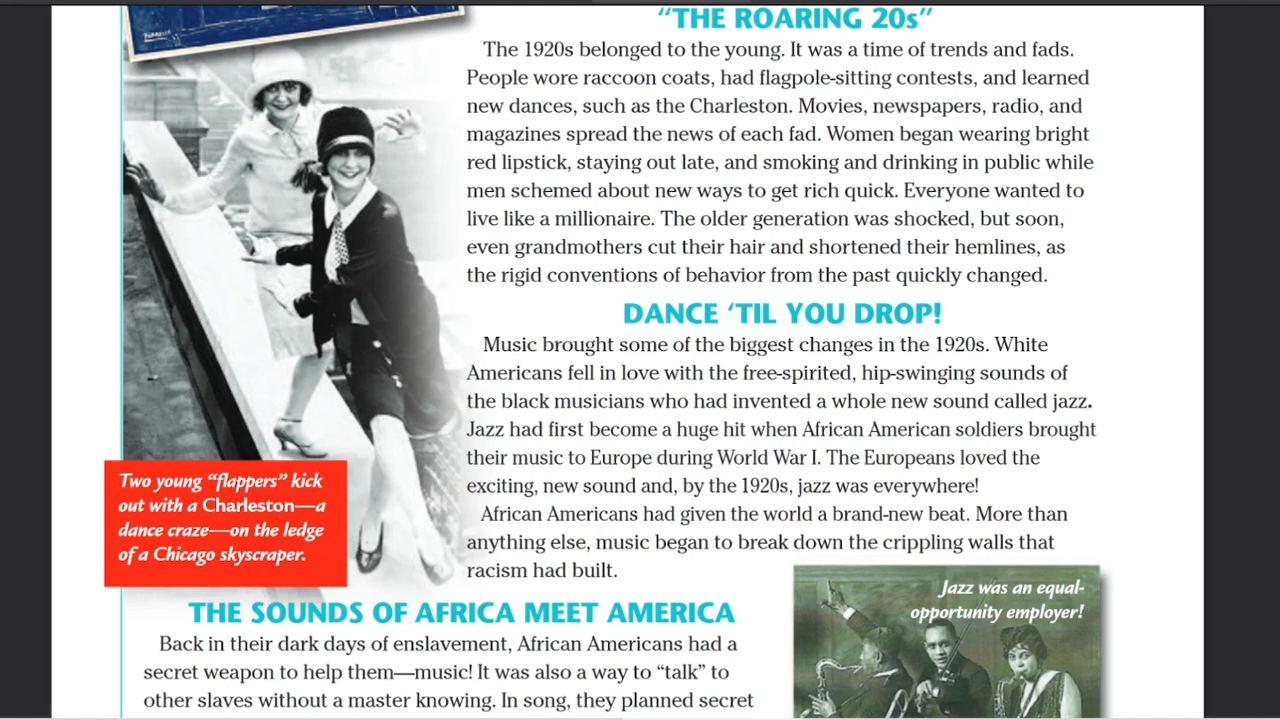 "THE ROARING 20s"
The 1920s belonged to the young. It was a time of trends and fads.
People wore raccoon coats, had flagpole-sitting contests, and learned
new dances, such as the Charleston. Movies, newspapers, radio, and
magazines spread the news of each fad. Women began wearing bright
red lipstick, staying out late, and smoking and drinking in public while
men schemed about new ways to get rich quick. Everyone wanted to
live like a millionaire. The older generation was shocked, but soon,
even grandmothers cut their hair and shortened their hemlines, as
the rigid conventions of behavior from the past quickly changed.
DANCE ‘TIL YOU DROP!
Music brought some of the biggest changes in the 1920s. White
Americans fell in love with the free-spirited, hip-swinging sounds of
the black musicians who had invented a whole new sound called jazz.
Jazz had first become a huge hit when African American soldiers brought
their music to Europe during World War I. The Europeans loved the
exciting, new sound and, by the 1920s, jazz was everywhere!
African Americans had given the world a brand-new beat. More than
anything else, music began to break down the crippling walls that
racism had built.
Two young “flappers” kick
out with a Charleston—a
dance craze—on the ledge
of a Chicago skyscraper.
THE SOUNDS OF AFRICA MEET AMERICA
Back in their dark days of enslavement, African Americans had a
secret weapon to help them—music! It was also a way to “talk” to
other slaves without a master knowing. In song, they planned secret
Jazz was an equal-
opportunity employer!